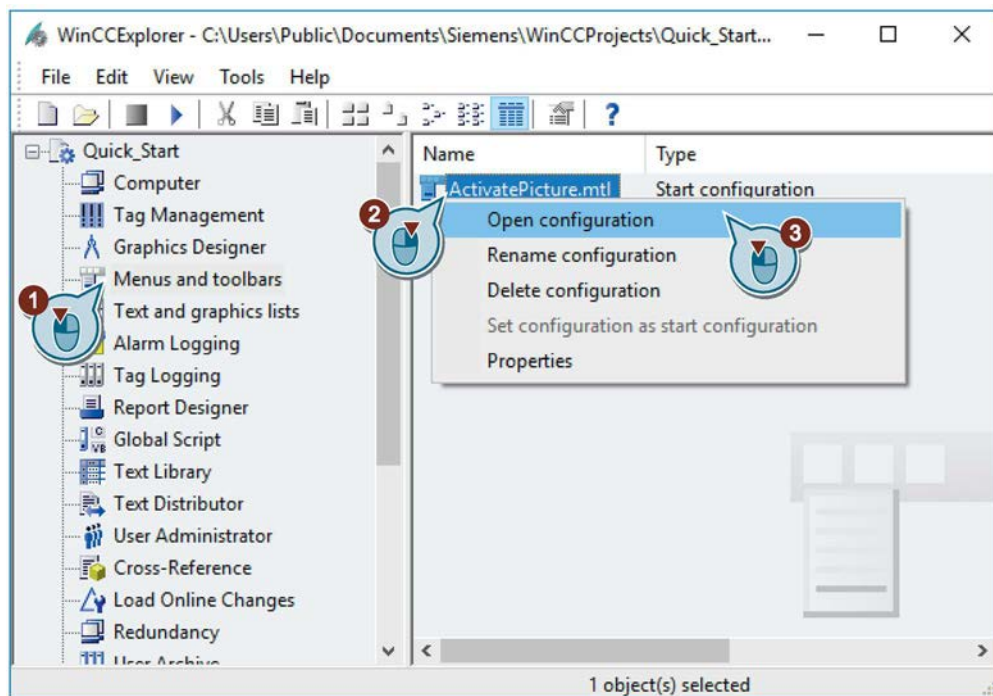 WinCCExplorer - C:\Users\Public\Documents\Siemens\WinCCProjects\Quick_Start...
File Edit View Tools Help
Quick_Start
Computer
Tag Management
Graphics Designer
Menus and toolbars
Text and graphics lists
Alarm Logging
Tag Logging
Report Designer
Global Script
Text Library
Text Distributor
User Administrator
Cross-Reference
Load Online Changes
Redundancy
User Archive
Name Type
ActivatePicture.mtl Start configuration
Open configuration
Rename configuration
Delete configuration
Set configuration as start configuration
Properties
1
2
3
1 object(s) selected